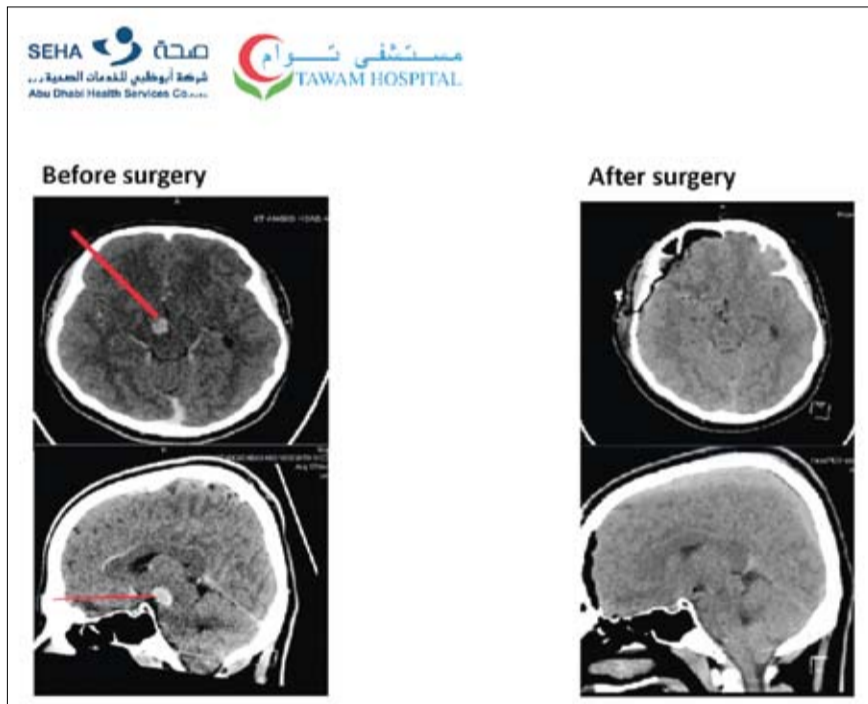 SEHA صحة
شركة أبوظبي للخدمات الصحية
Abu Dhabi Health Services Co.
مستشفى توام
TAWAM HOSPITAL
Before surgery
After surgery